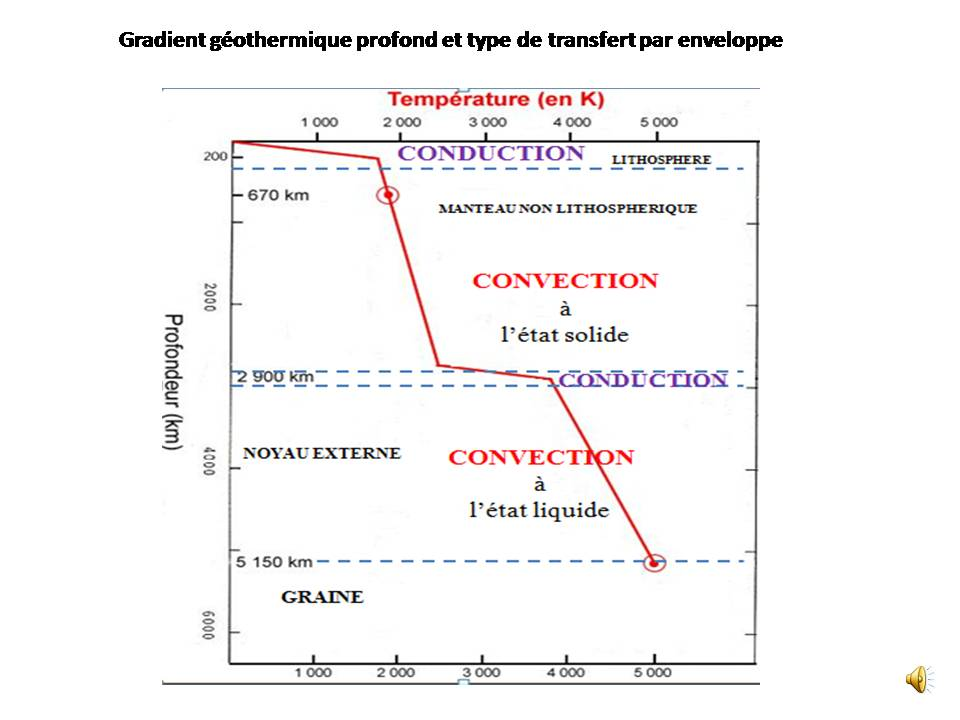 Gradient géothermique profond et type de transfert par enveloppe
Température (en K)
1 000 2 000 3 000 4 000 5 000
200
CONDUCTION
LITHOSPHERE
670 km
MANTEAU NON LITHOSPHERIQUE
CONVECTION
à
l'état solide
2000
Profondeur (km)
2 900 km
CONDUCTION
NOYAU EXTERNE
CONVECTION
à
l'état liquide
4000
5 150 km
GRAINE
6000
1 000 2 000 3 000 4 000 5 000